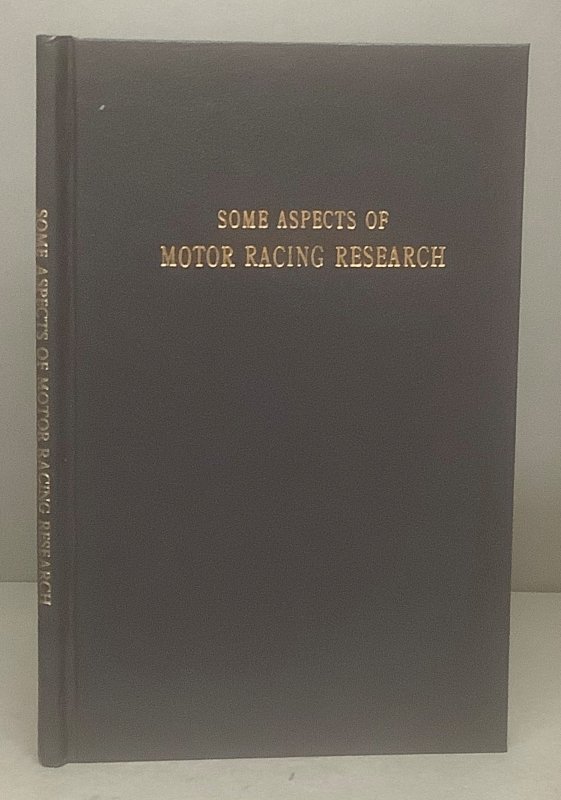 SOME ASPECTS OF
MOTOR RACING RESEARCH
SOME ASPECTS OF MOTOR RACING RESEARCH